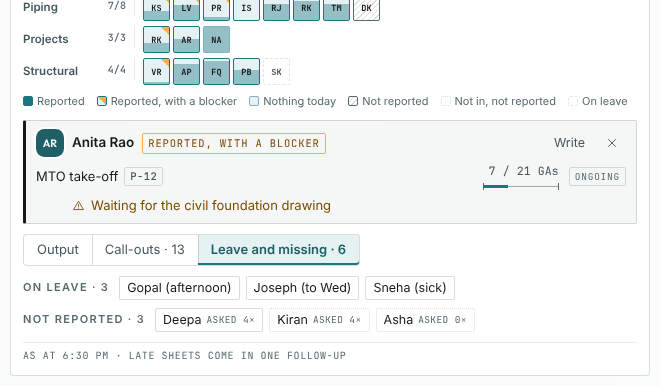 Piping 7/8 KS LV PR IS RJ RK TM DK
Projects 3/3 RK AR NA
Structural 4/4 VR AP FQ PB SK
Reported Reported, with a blocker Nothing today Not reported Not in, not reported On leave
AR Anita Rao REPORTED, WITH A BLOCKER Write ×
MTO take-off P-12 7 / 21 GAs ONGOING
⚠ Waiting for the civil foundation drawing
Output Call-outs · 13 Leave and missing · 6
ON LEAVE · 3 Gopal (afternoon) Joseph (to Wed) Sneha (sick)
NOT REPORTED · 3 Deepa ASKED 4× Kiran ASKED 4× Asha ASKED 0×
AS AT 6:30 PM · LATE SHEETS COME IN ONE FOLLOW-UP